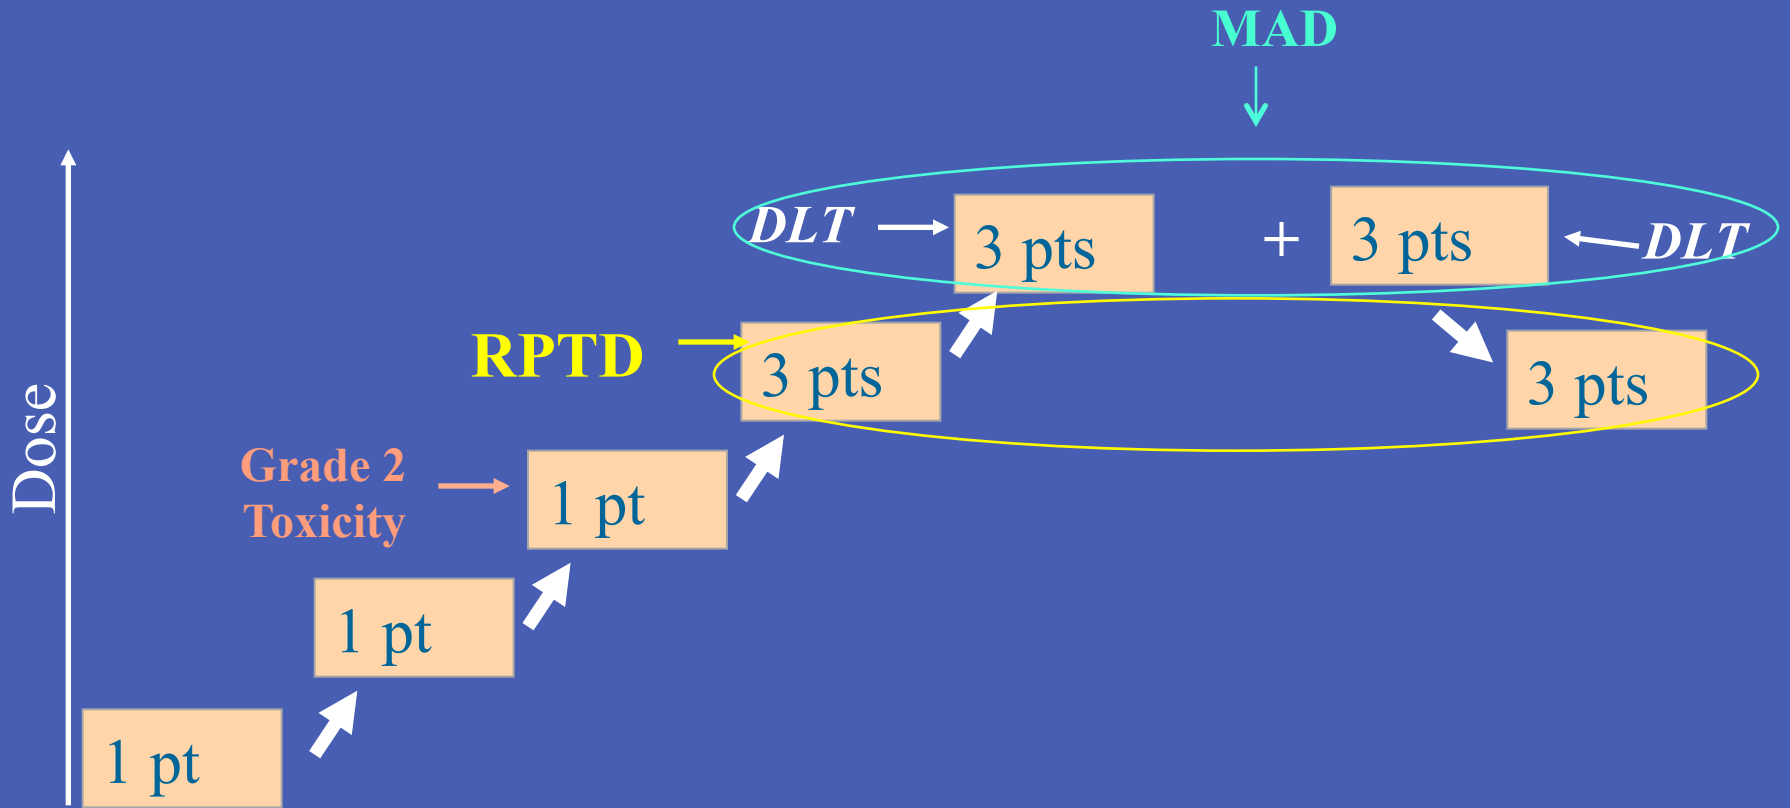 MAD
DLT
3 pts
+
3 pts
DLT
RPTD
3 pts
3 pts
Dose
Grade 2
Toxicity
1 pt
1 pt
1 pt